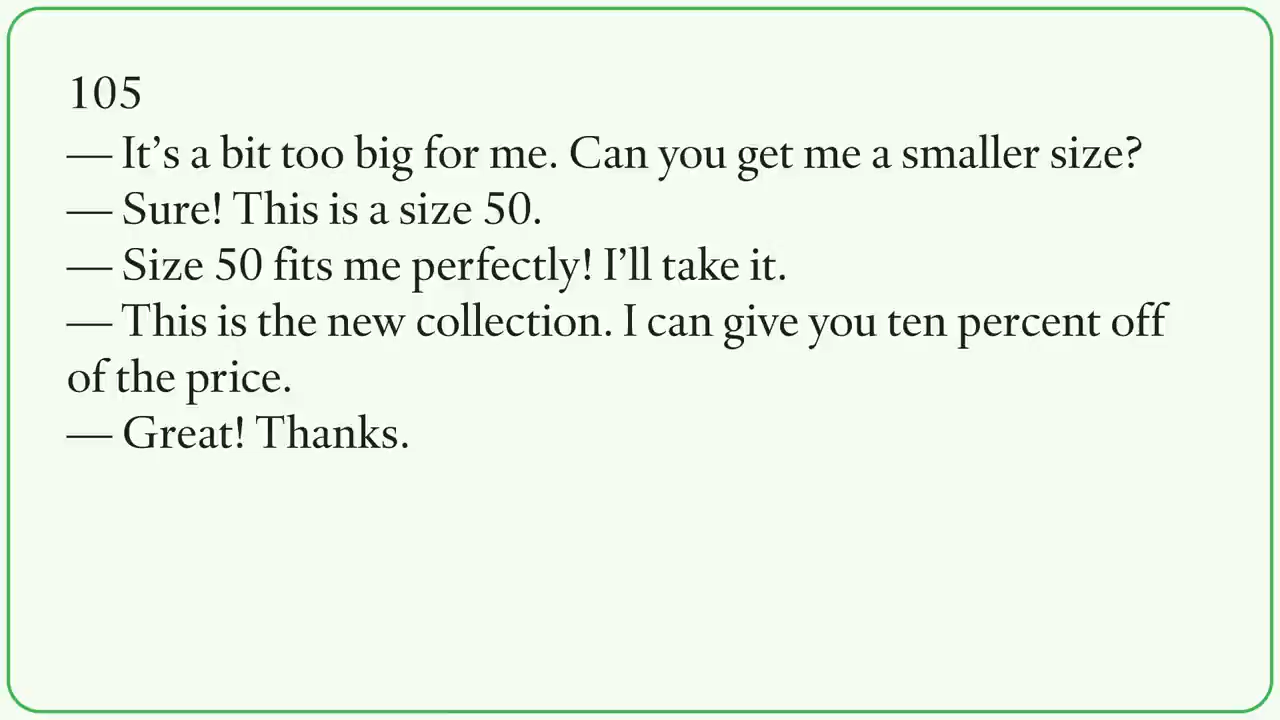 105
— It’s a bit too big for me. Can you get me a smaller size?
— Sure! This is a size 50.
— Size 50 fits me perfectly! I’ll take it.
— This is the new collection. I can give you ten percent off
of the price.
— Great! Thanks.